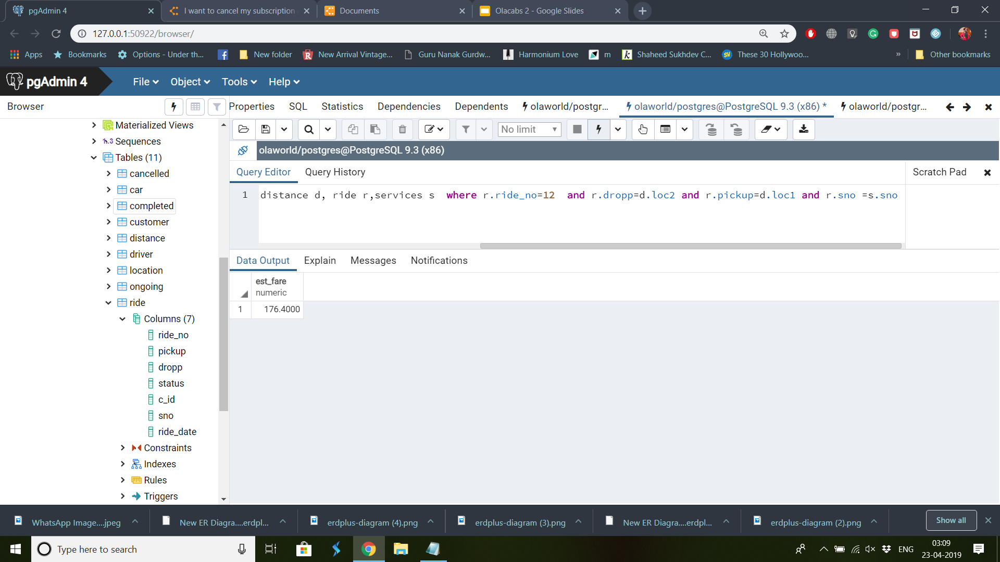 pgAdmin 4
I want to cancel my subscription
Documents
Olacabs 2 - Google Slides
127.0.0.1:50922/browser/
Apps
Bookmarks
Options - Under th...
New folder
New Arrival Vintage...
Guru Nanak Gurdw...
Harmonium Love
m
Shaheed Sukhdev C...
These 30 Hollywoo...
»
Other bookmarks
pgAdmin 4
File
Object
Tools
Help
Browser
Properties
SQL
Statistics
Dependencies
Dependents
olaworld/postgr...
olaworld/postgres@PostgreSQL 9.3 (x86) *
olaworld/postgr...
No limit
olaworld/postgres@PostgreSQL 9.3 (x86)
Query Editor
Query History
Scratch Pad
1 distance d, ride r,services s  where r.ride_no=12  and r.dropp=d.loc2 and r.pickup=d.loc1 and r.sno =s.sno
Data Output
Explain
Messages
Notifications
est_fare
numeric
1 176.4000
Materialized Views
1..3 Sequences
Tables (11)
cancelled
car
completed
customer
distance
driver
location
ongoing
ride
Columns (7)
ride_no
pickup
dropp
status
c_id
sno
ride_date
Constraints
Indexes
Rules
Triggers
WhatsApp Image....jpeg
New ER Diagra....erdpl...
erdplus-diagram (4).png
erdplus-diagram (3).png
New ER Diagra....erdpl...
erdplus-diagram (2).png
Show all
Type here to search
ENG
03:09
23-04-2019